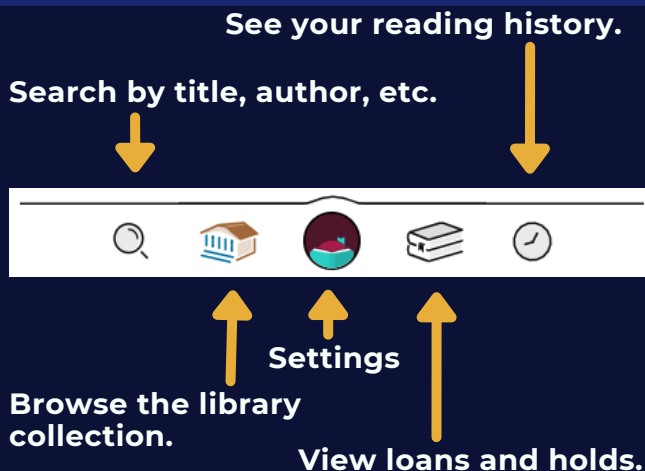 See your reading history.
Search by title, author, etc.
Settings
Browse the library
collection.
View loans and holds.